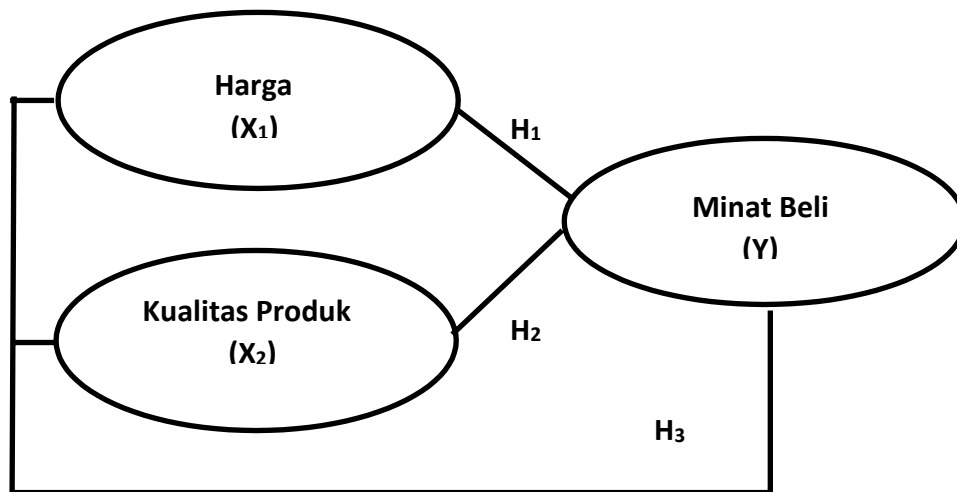 Harga
(X₁)
H₁
Minat Beli
(Y)
Kualitas Produk
(X₂)
H₂
H₃